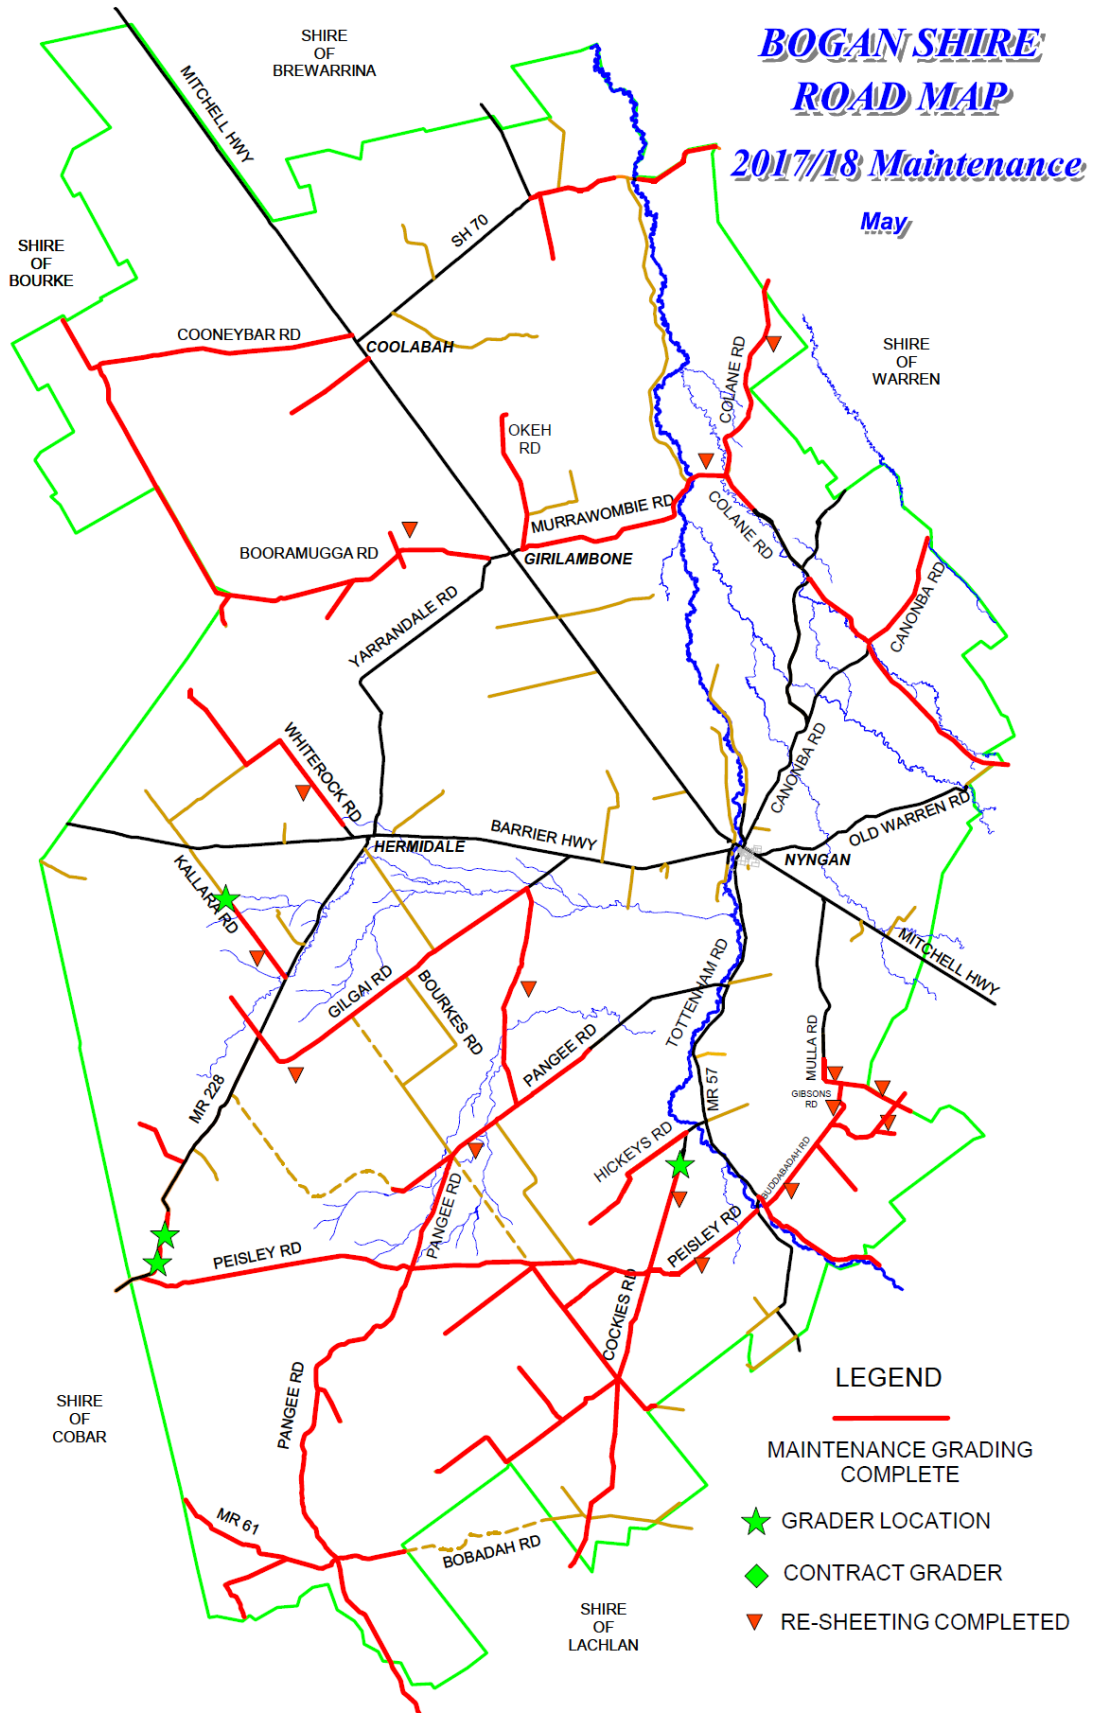 BOGAN SHIRE
ROAD MAP
2017/18 Maintenance
May
SHIRE
OF
BREWARRINA
MITCHELL HWY
SH 70
SHIRE
OF
BOURKE
COONEYBAR RD
COOLABAH
SHIRE
OF
WARREN
COLANE RD
OKEH
RD
MURRAWOMBIE RD
COLANE RD
BOORAMUGGA RD
GIRILAMBONE
CANONBA RD
YARRANDALE RD
WHITEROCK RD
CANONBA RD
OLD WARREN RD
BARRIER HWY
HERMIDALE
NYNGAN
KALLARA RD
MITCHELL HWY
GILGAI RD
BOURKES RD
TOTTENHAM RD
PANGEE RD
MULLA RD
MR 57
MR 228
GIBSONS
RD
HICKEYS RD
BUDDABADAH RD
PANGEE RD
PEISLEY RD
PEISLEY RD
COCKIES RD
PANGEE RD
SHIRE
OF
COBAR
MR 61
BOBADAH RD
SHIRE
OF
LACHLAN
LEGEND
MAINTENANCE GRADING
COMPLETE
GRADER LOCATION
CONTRACT GRADER
RE-SHEETING COMPLETED